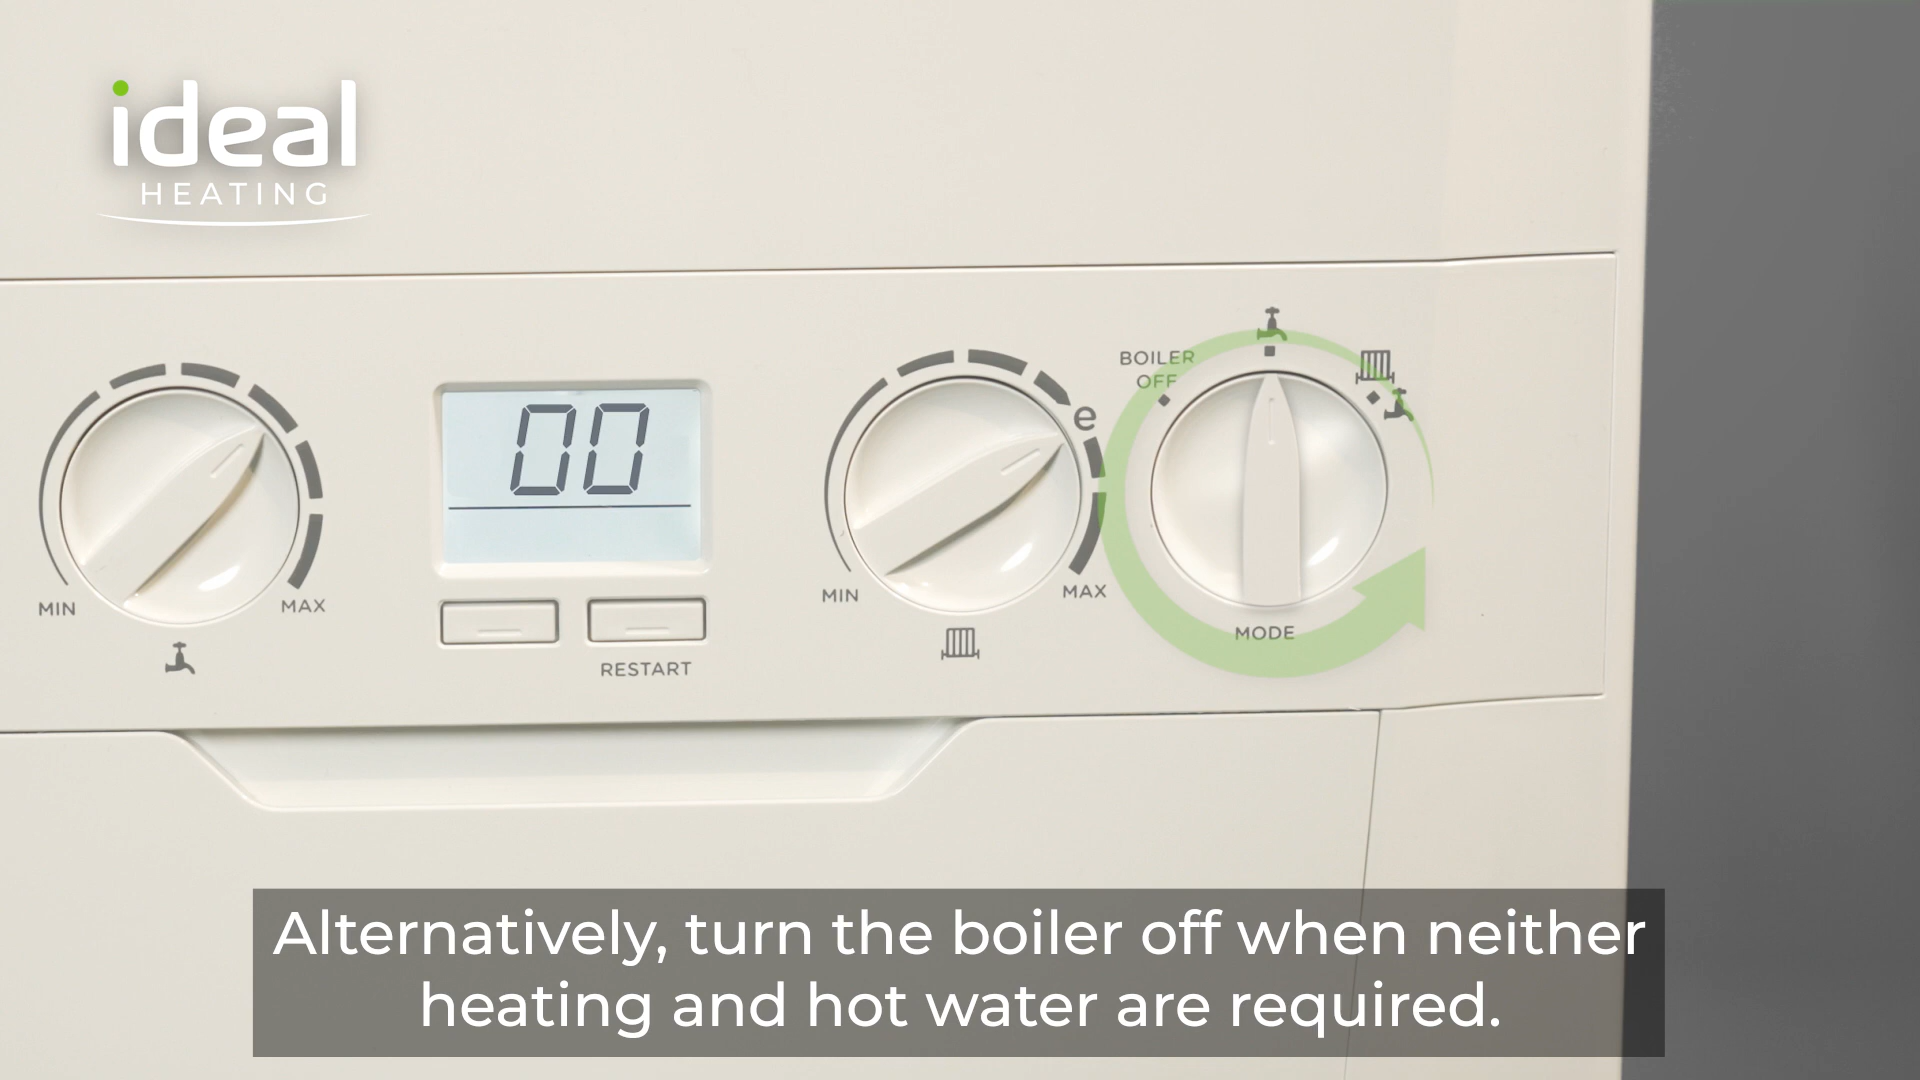 ideal
HEATING
BOILER
OFF
00
e
MIN
MAX
MIN
MAX
MODE
RESTART
Alternatively, turn the boiler off when neither
heating and hot water are required.